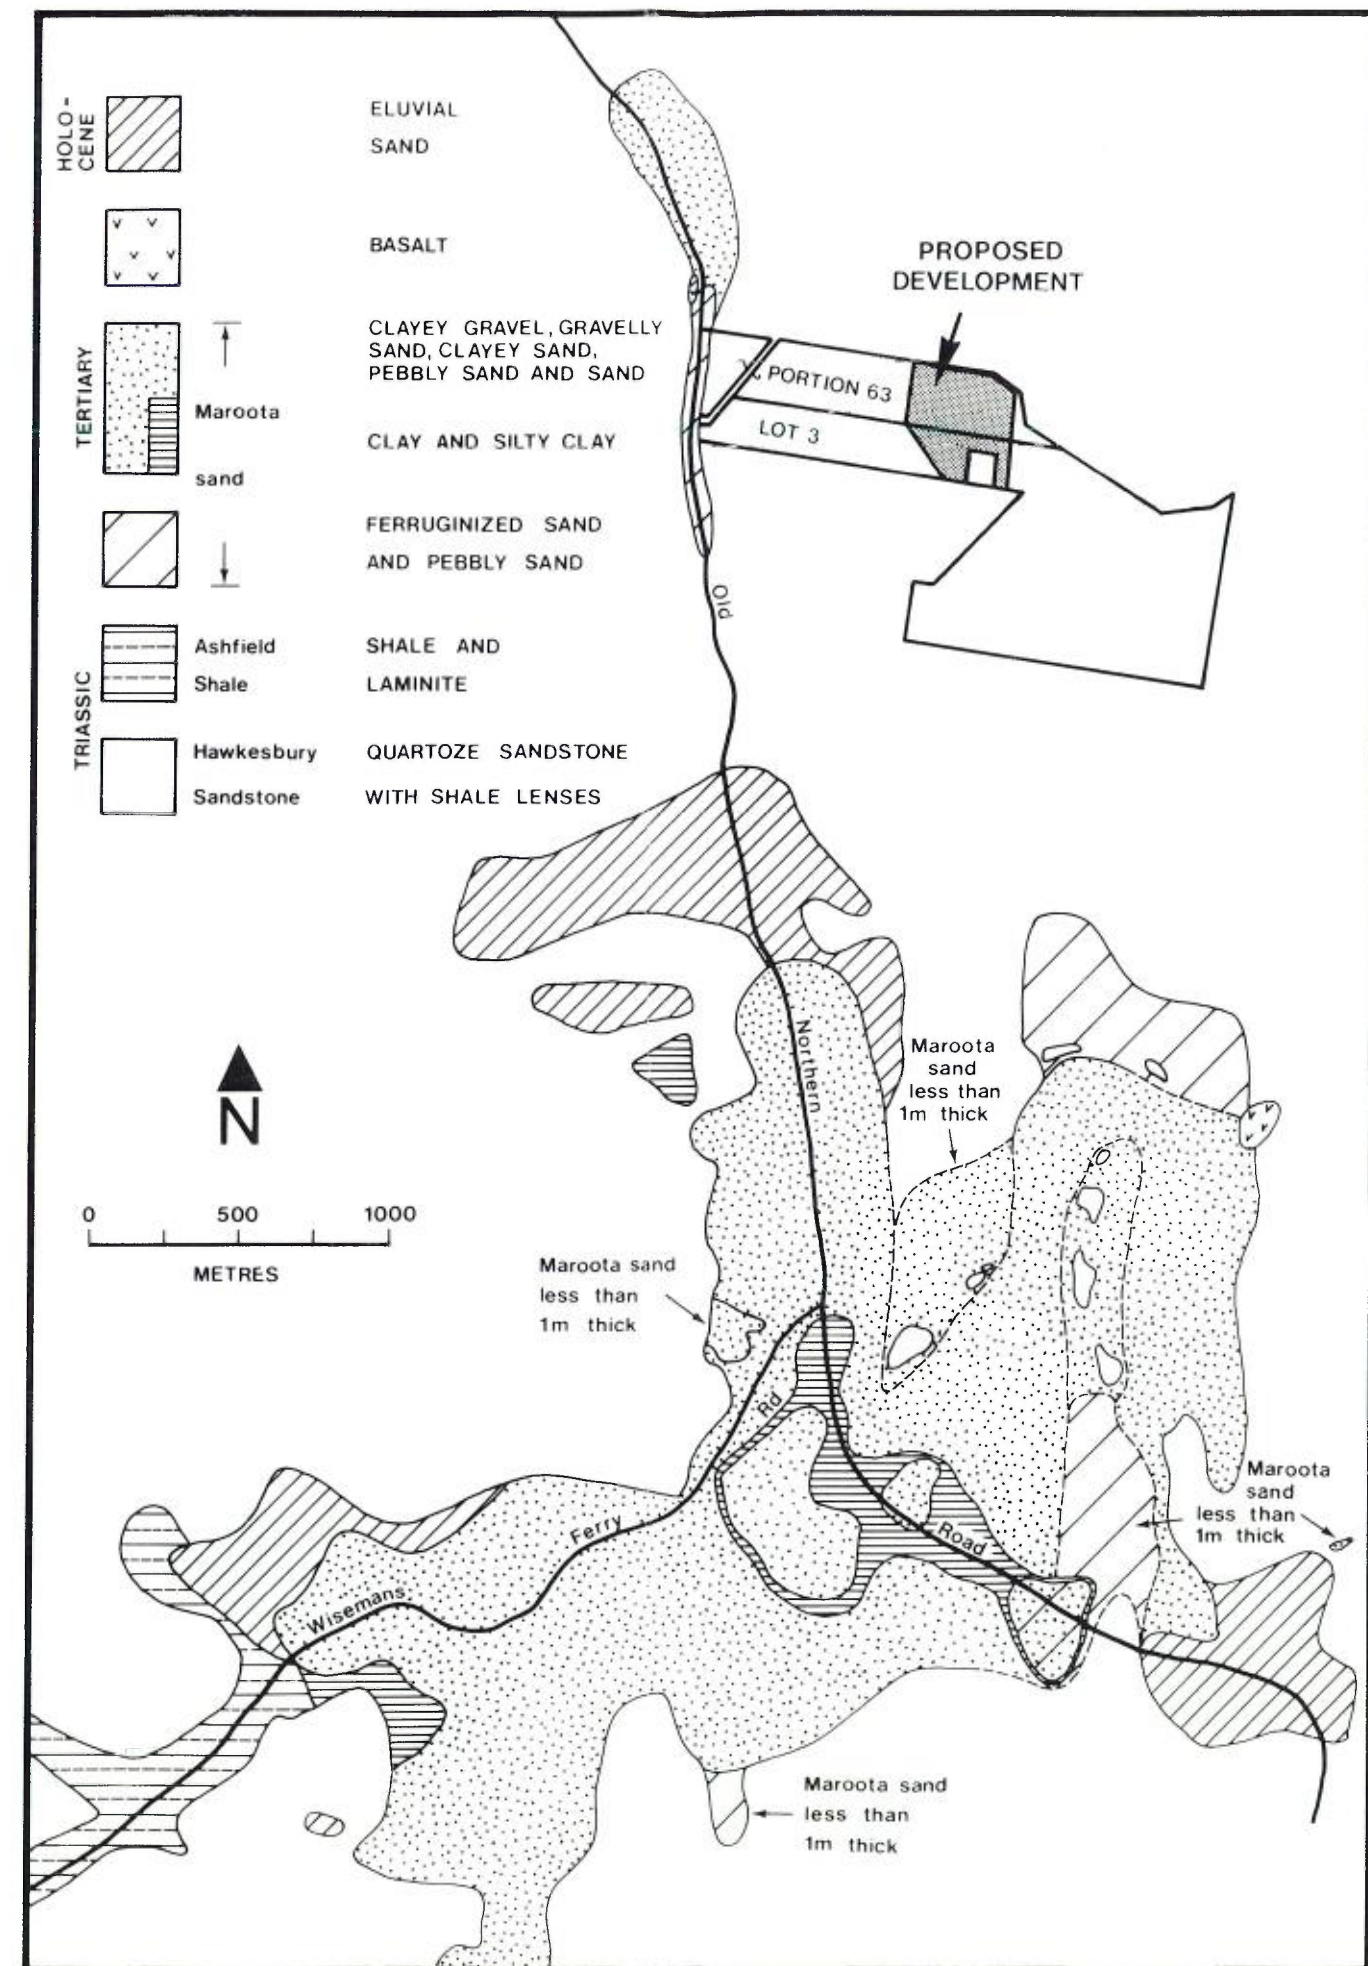 HOLO-
CENE
ELUVIAL
SAND
BASALT
TERTIARY
CLAYEY GRAVEL, GRAVELLY
SAND, CLAYEY SAND,
PEBBLY SAND AND SAND
Maroota
CLAY AND SILTY CLAY
sand
FERRUGINIZED SAND
AND PEBBLY SAND
TRIASSIC
Ashfield
Shale
SHALE AND
LAMINITE
Hawkesbury
Sandstone
QUARTOZE SANDSTONE
WITH SHALE LENSES
PROPOSED
DEVELOPMENT
PORTION 63
LOT 3
Old
Northern
Road
Maroota
sand
less than
1m thick
N
0 500 1000
METRES
Maroota sand
less than
1m thick
Rd
Ferry
Wisemans
Maroota
sand
less than
1m thick
Maroota sand
less than
1m thick